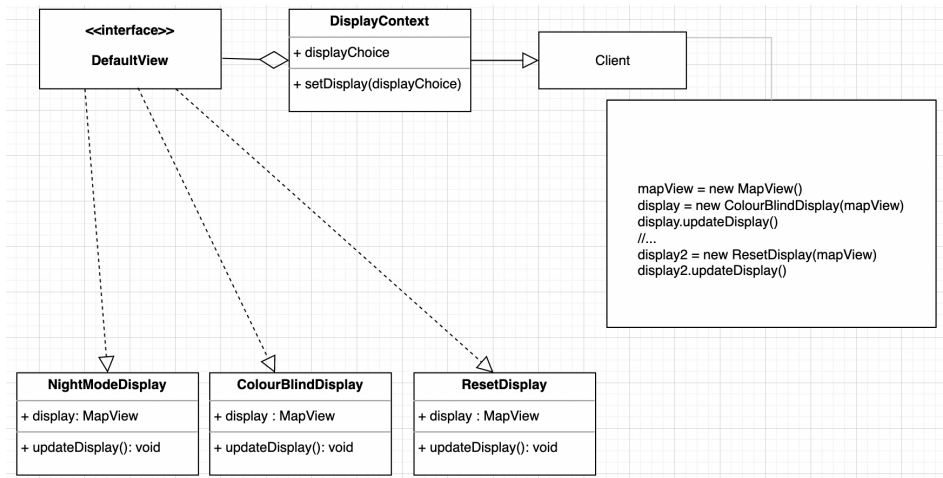 <<interface>>
DefaultView
DisplayContext
+ displayChoice
+ setDisplay(displayChoice)
Client
mapView = new MapView()
display = new ColourBlindDisplay(mapView)
display.updateDisplay()
//...
display2 = new ResetDisplay(mapView)
display2.updateDisplay()
NightModeDisplay
+ display: MapView
+ updateDisplay(): void
ColourBlindDisplay
+ display : MapView
+ updateDisplay(): void
ResetDisplay
+ display : MapView
+ updateDisplay(): void